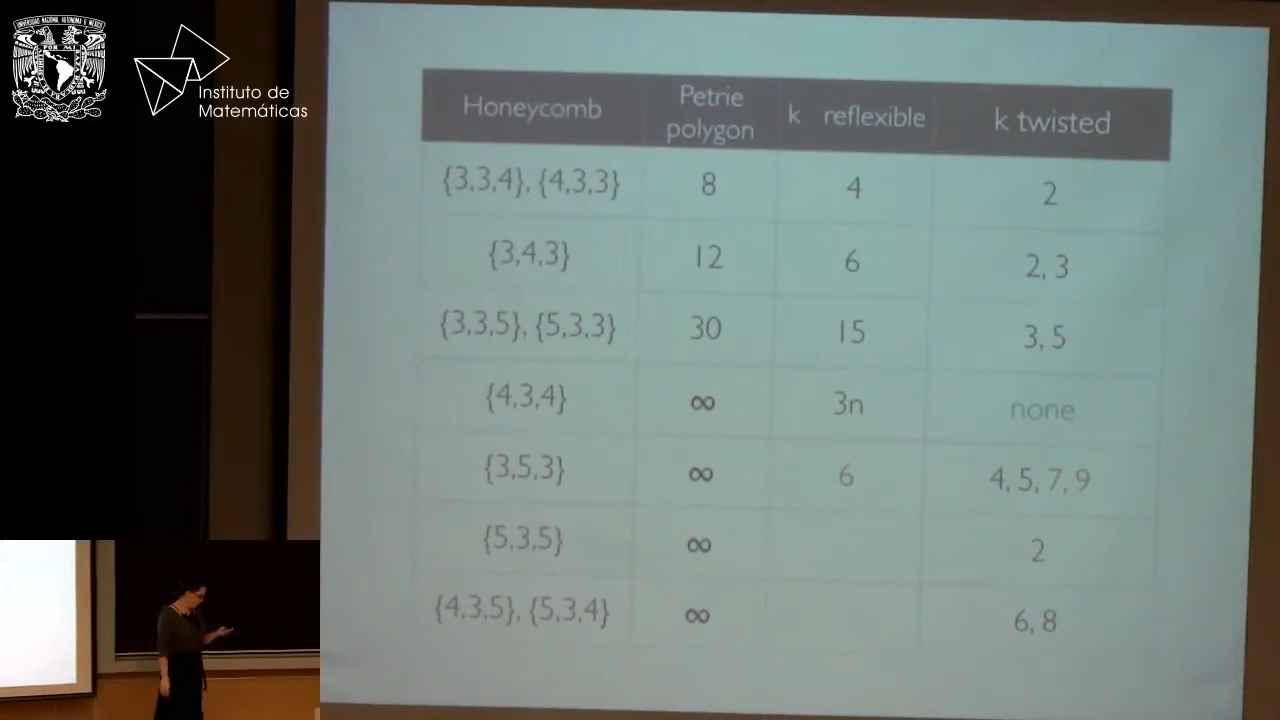 Instituto de
Matemáticas
Honeycomb Petrie polygon k reflexible k twisted
{3,3,4}, {4,3,3} 8 4 2
{3,4,3} 12 6 2, 3
{3,3,5}, {5,3,3} 30 15 3, 5
{4,3,4} ∞ 3n none
{3,5,3} ∞ 6 4, 5, 7, 9
{5,3,5} ∞ 2
{4,3,5}, {5,3,4} ∞ 6, 8